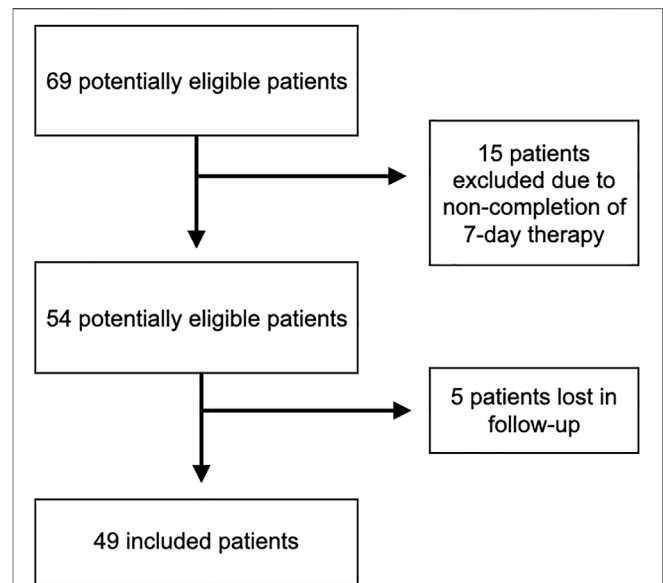 69 potentially eligible patients
15 patients
excluded due to
non-completion of
7-day therapy
54 potentially eligible patients
5 patients lost in
follow-up
49 included patients